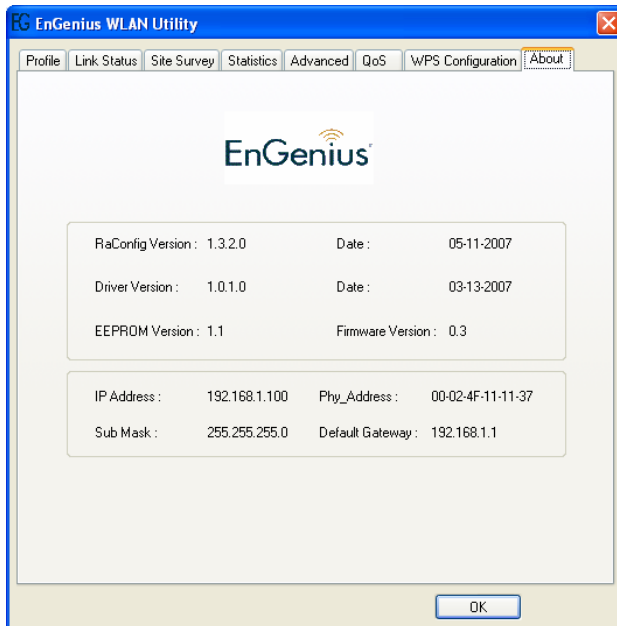 EG EnGenius WLAN Utility
Profile Link Status Site Survey Statistics Advanced QoS WPS Configuration About
EnGenius
RaConfig Version : 1.3.2.0 Date : 05-11-2007
Driver Version : 1.0.1.0 Date : 03-13-2007
EEPROM Version : 1.1 Firmware Version : 0.3
IP Address : 192.168.1.100 Phy_Address : 00-02-4F-11-11-37
Sub Mask : 255.255.255.0 Default Gateway : 192.168.1.1
OK